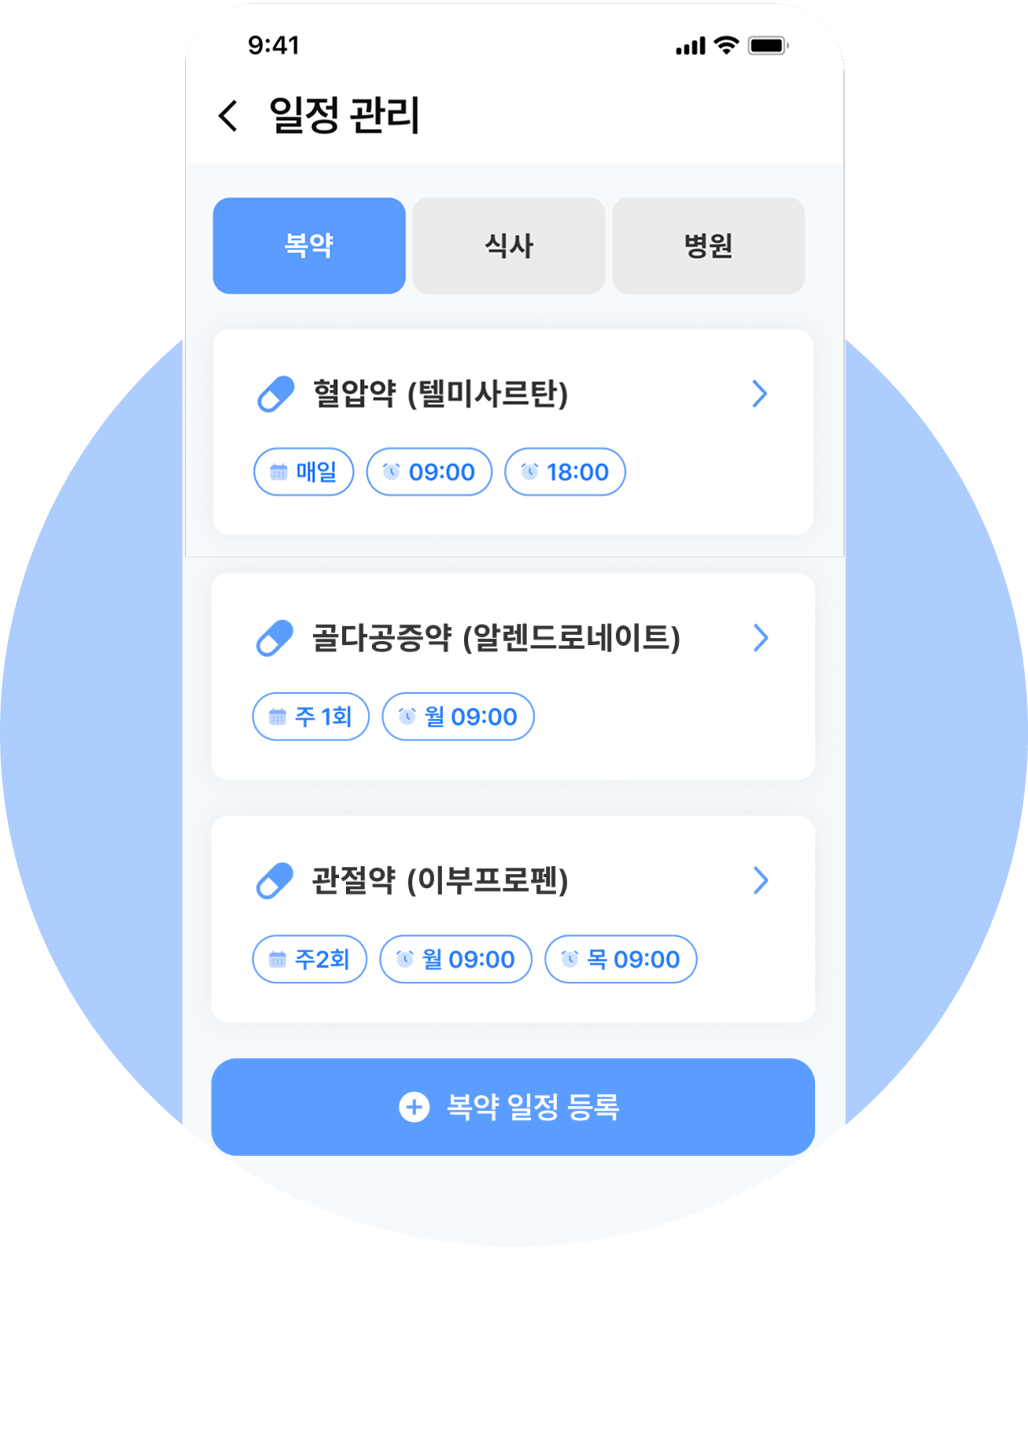 9:41
일정 관리
복약 식사 병원
혈압약 (텔미사르탄)
매일 09:00 18:00
골다공증약 (알렌드로네이트)
주 1회 월 09:00
관절약 (이부프로펜)
주2회 월 09:00 목 09:00
복약 일정 등록